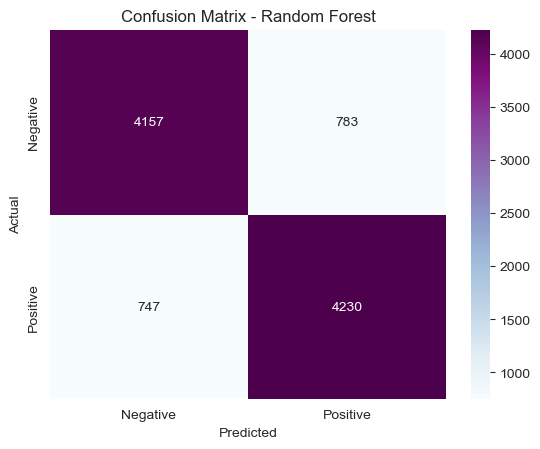 Confusion Matrix - Random Forest
Actual
Negative
Positive
4157 783
747 4230
Negative Positive
Predicted
4000
3500
3000
2500
2000
1500
1000